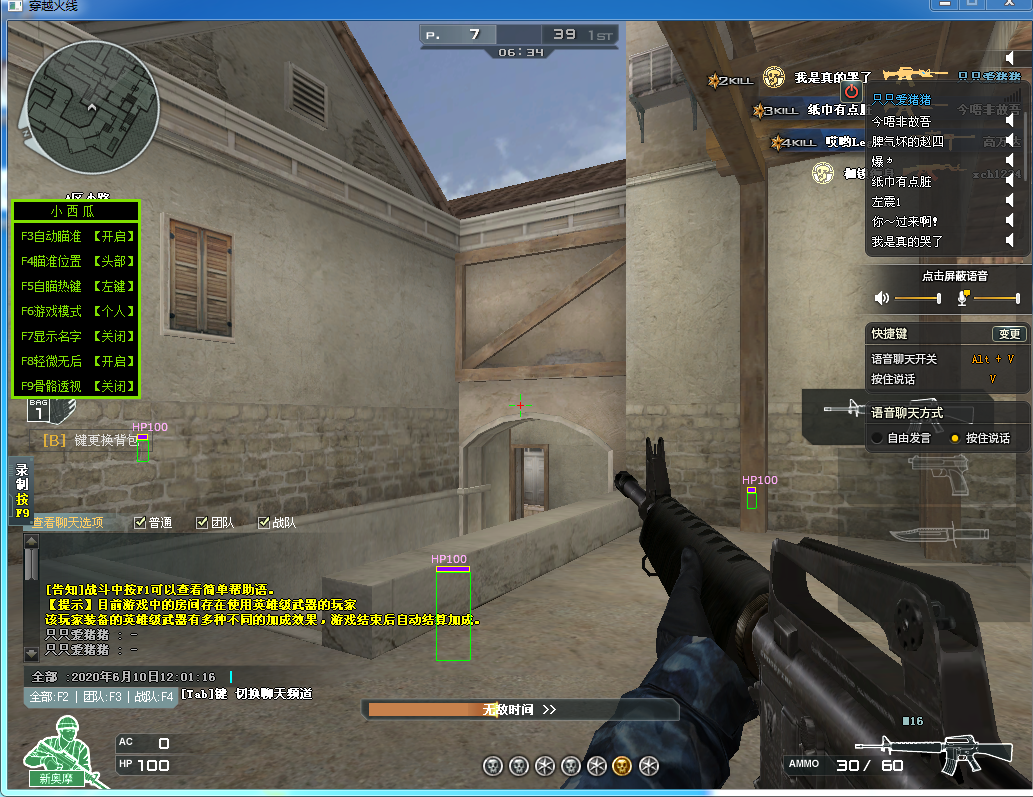 穿越火线
P. 7 39 1ST
06:34
2KILL 我是真的哭了 只只爱猪猪
3KILL 纸巾有点脏 今唔非故吾
4KILL 哎哟Le
只只爱猪猪
今唔非故吾
脾气坏的赵四
爆
纸巾有点脏
左震1
你～过来啊!
我是真的哭了
点击屏蔽语音
快捷键 变更
语音聊天开关 Alt + V
按住说话 V
语音聊天方式
自由发言 按住说话
小西瓜
F3自动瞄准 【开启】
F4瞄准位置 【头部】
F5自瞄热键 【左键】
F6游戏模式 【个人】
F7显示名字 【关闭】
F8轻微无后 【开启】
F9骨骼透视 【关闭】
BAG
1
HP100
[B] 键更换背包
HP100
录制按F9
查看聊天选项 普通 团队 战队
HP100
[告知]战斗中按F1可以查看简单帮助语。
【提示】目前游戏中的房间存在使用英雄级武器的玩家
该玩家装备的英雄级武器有多种不同的加成效果，游戏结束后自动结算加成。
只只爱猪猪 : -
只只爱猪猪 : -
全部 :2020年6月10日12:01:16
全部:F2 | 团队:F3 | 战队:F4 [Tab]键 切换聊天频道
无敌时间 >>
16
AC 0
HP 100
新奥摩
AMMO 30/ 60